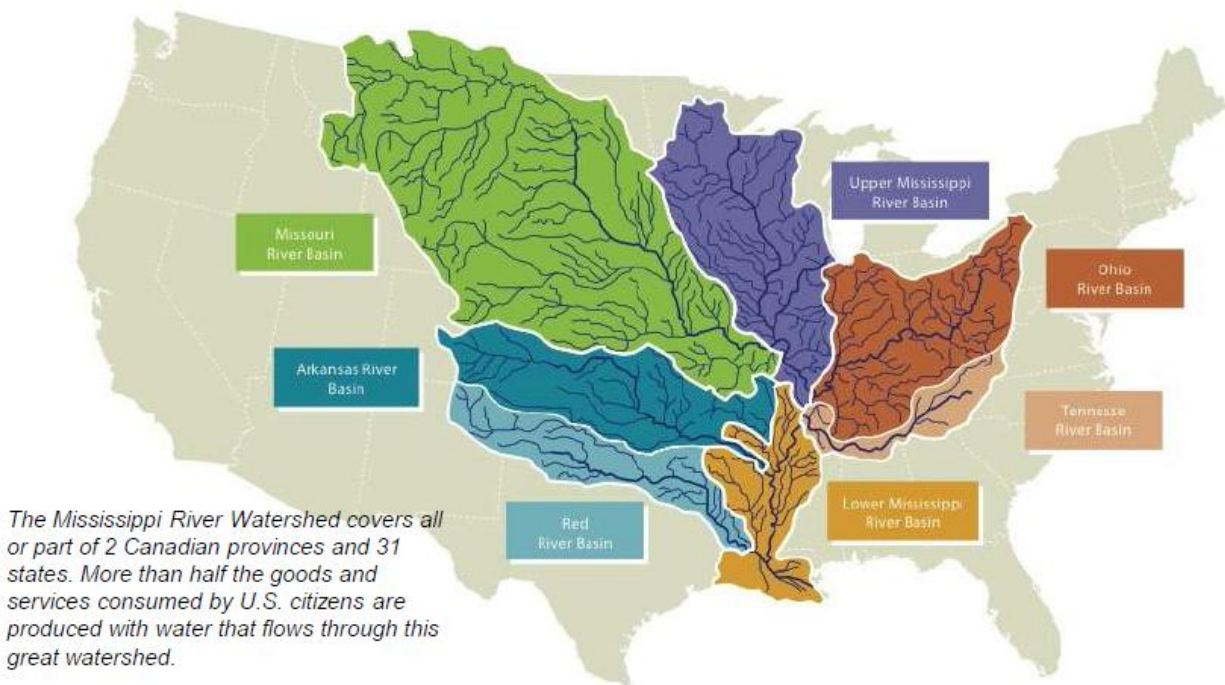 Upper Mississippi
River Basin
Missouri
River Basin
Ohio
River Basin
Arkansas River
Basin
Tennesse
River Basin
Lower Mississippi
River Basin
Red
River Basin
The Mississippi River Watershed covers all
or part of 2 Canadian provinces and 31
states. More than half the goods and
services consumed by U.S. citizens are
produced with water that flows through this
great watershed.